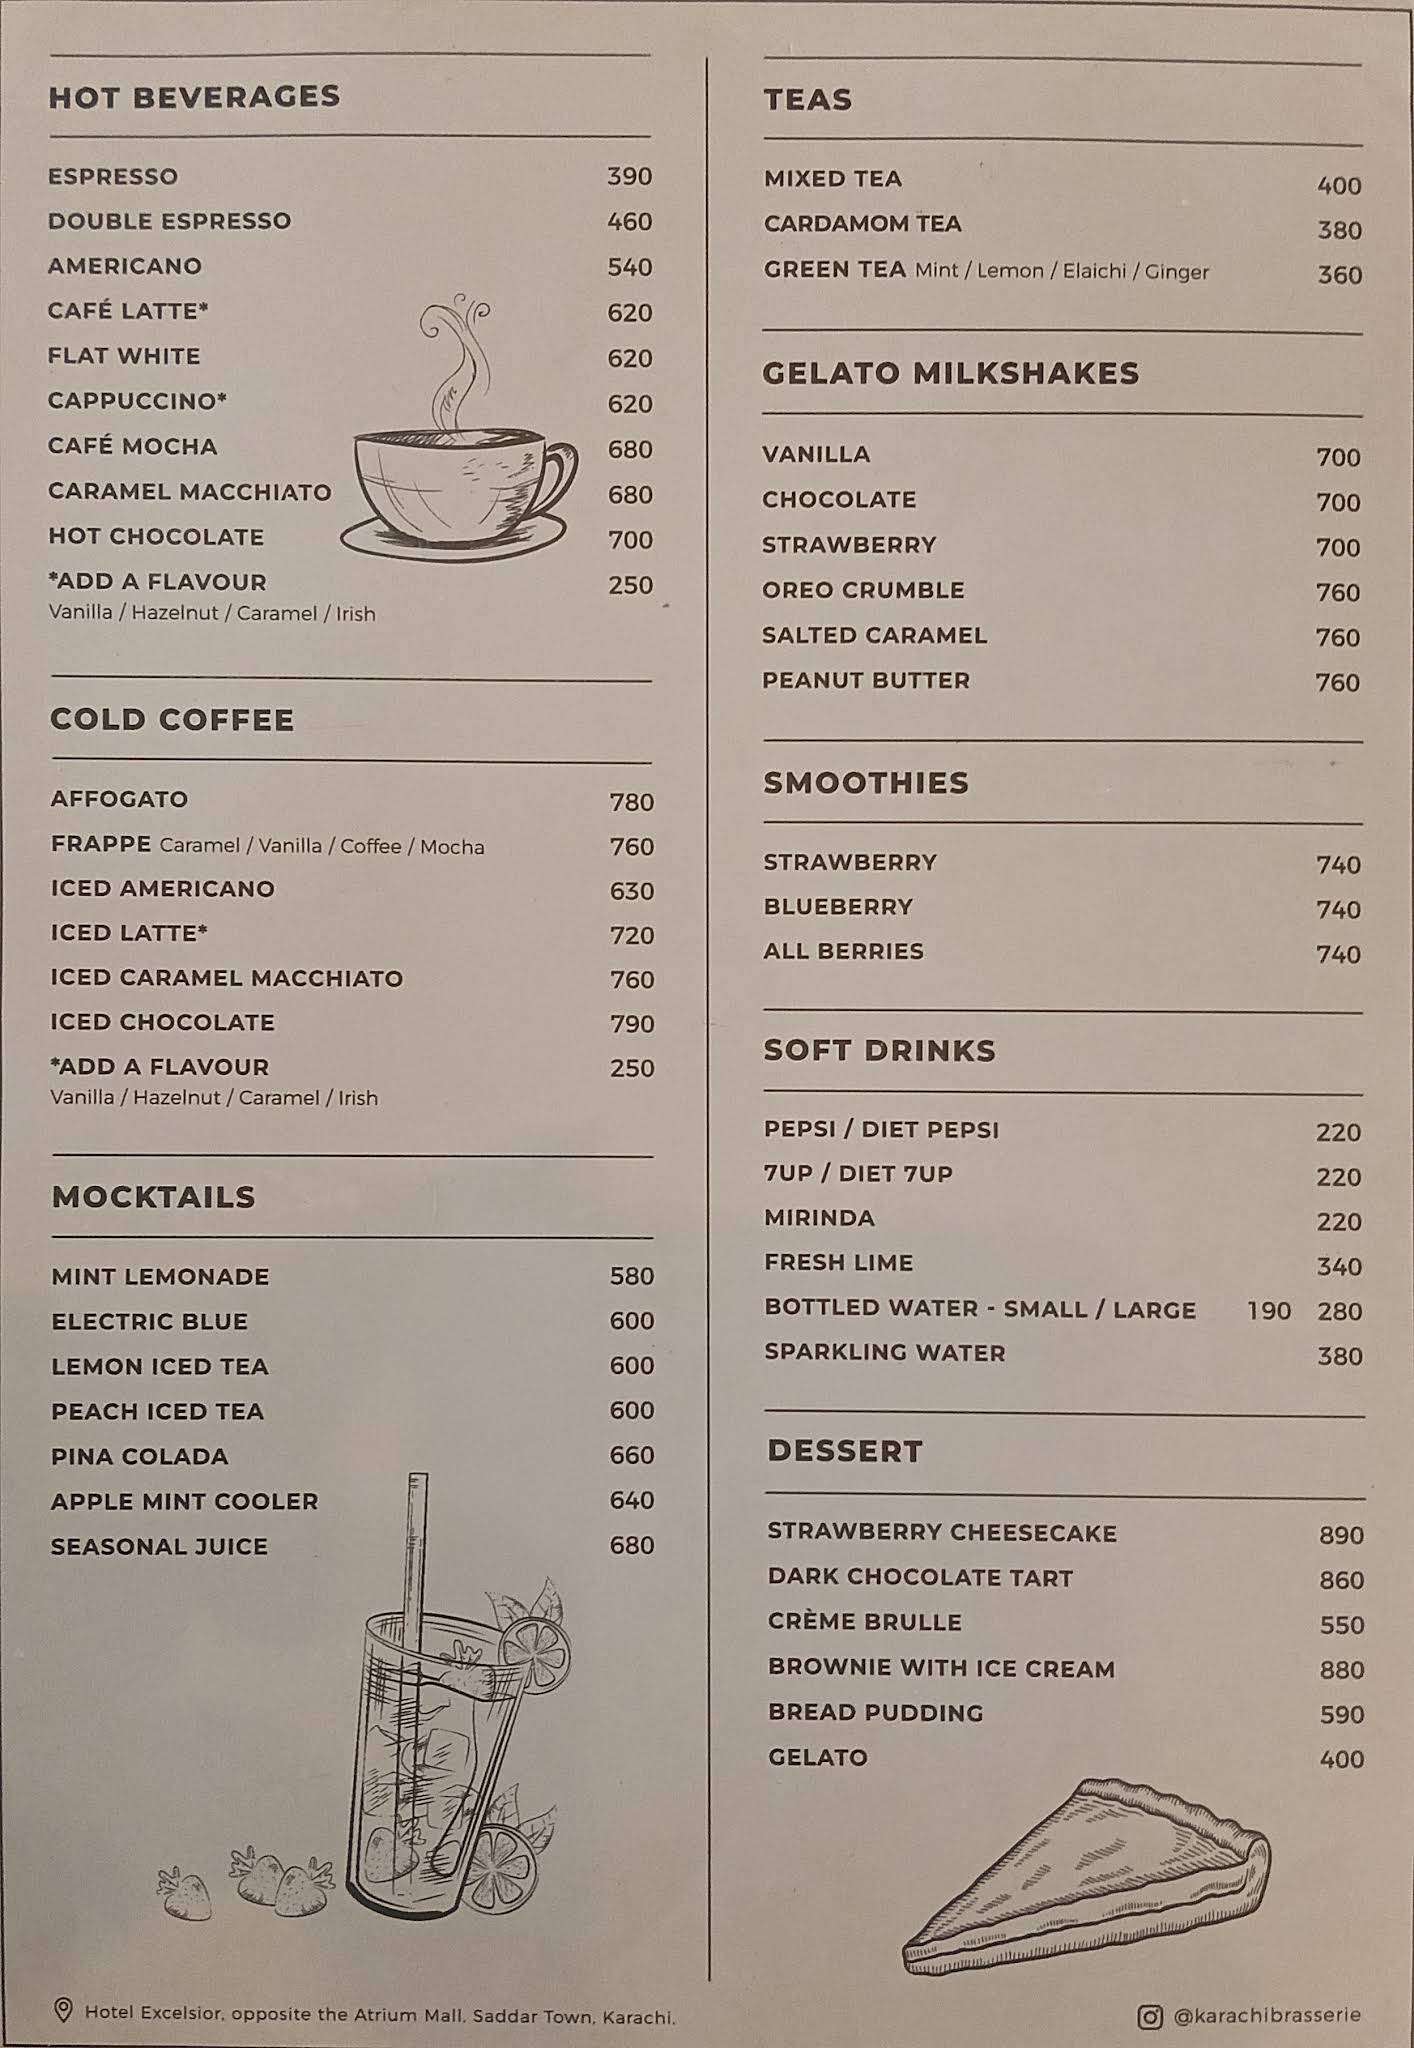 HOT BEVERAGES
ESPRESSO 390
DOUBLE ESPRESSO 460
AMERICANO 540
CAFÉ LATTE* 620
FLAT WHITE 620
CAPPUCCINO* 620
CAFÉ MOCHA 680
CARAMEL MACCHIATO 680
HOT CHOCOLATE 700
*ADD A FLAVOUR 250
Vanilla / Hazelnut / Caramel / Irish
COLD COFFEE
AFFOGATO 780
FRAPPE Caramel / Vanilla / Coffee / Mocha 760
ICED AMERICANO 630
ICED LATTE* 720
ICED CARAMEL MACCHIATO 760
ICED CHOCOLATE 790
*ADD A FLAVOUR 250
Vanilla / Hazelnut / Caramel / Irish
MOCKTAILS
MINT LEMONADE 580
ELECTRIC BLUE 600
LEMON ICED TEA 600
PEACH ICED TEA 600
PINA COLADA 660
APPLE MINT COOLER 640
SEASONAL JUICE 680
TEAS
MIXED TEA 400
CARDAMOM TEA 380
GREEN TEA Mint / Lemon / Elaichi / Ginger 360
GELATO MILKSHAKES
VANILLA 700
CHOCOLATE 700
STRAWBERRY 700
OREO CRUMBLE 760
SALTED CARAMEL 760
PEANUT BUTTER 760
SMOOTHIES
STRAWBERRY 740
BLUEBERRY 740
ALL BERRIES 740
SOFT DRINKS
PEPSI / DIET PEPSI 220
7UP / DIET 7UP 220
MIRINDA 220
FRESH LIME 340
BOTTLED WATER - SMALL / LARGE 190 280
SPARKLING WATER 380
DESSERT
STRAWBERRY CHEESECAKE 890
DARK CHOCOLATE TART 860
CRÈME BRULLE 550
BROWNIE WITH ICE CREAM 880
BREAD PUDDING 590
GELATO 400
Hotel Excelsior, opposite the Atrium Mall, Saddar Town, Karachi.
@karachibrasserie